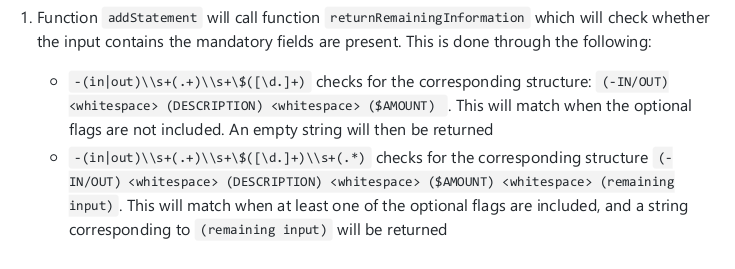 1. Function addStatement will call function returnRemainingInformation which will check whether
the input contains the mandatory fields are present. This is done through the following:
-(in|out)\\s+(.+)\\s+\$([\d.]+) checks for the corresponding structure: (-IN/OUT)
<whitespace> (DESCRIPTION) <whitespace> ($AMOUNT) . This will match when the optional
flags are not included. An empty string will then be returned
-(in|out)\\s+(.+)\\s+\$([\d.]+)\\s+(.*) checks for the corresponding structure (-
IN/OUT) <whitespace> (DESCRIPTION) <whitespace> ($AMOUNT) <whitespace> (remaining
input) . This will match when at least one of the optional flags are included, and a string
corresponding to (remaining input) will be returned